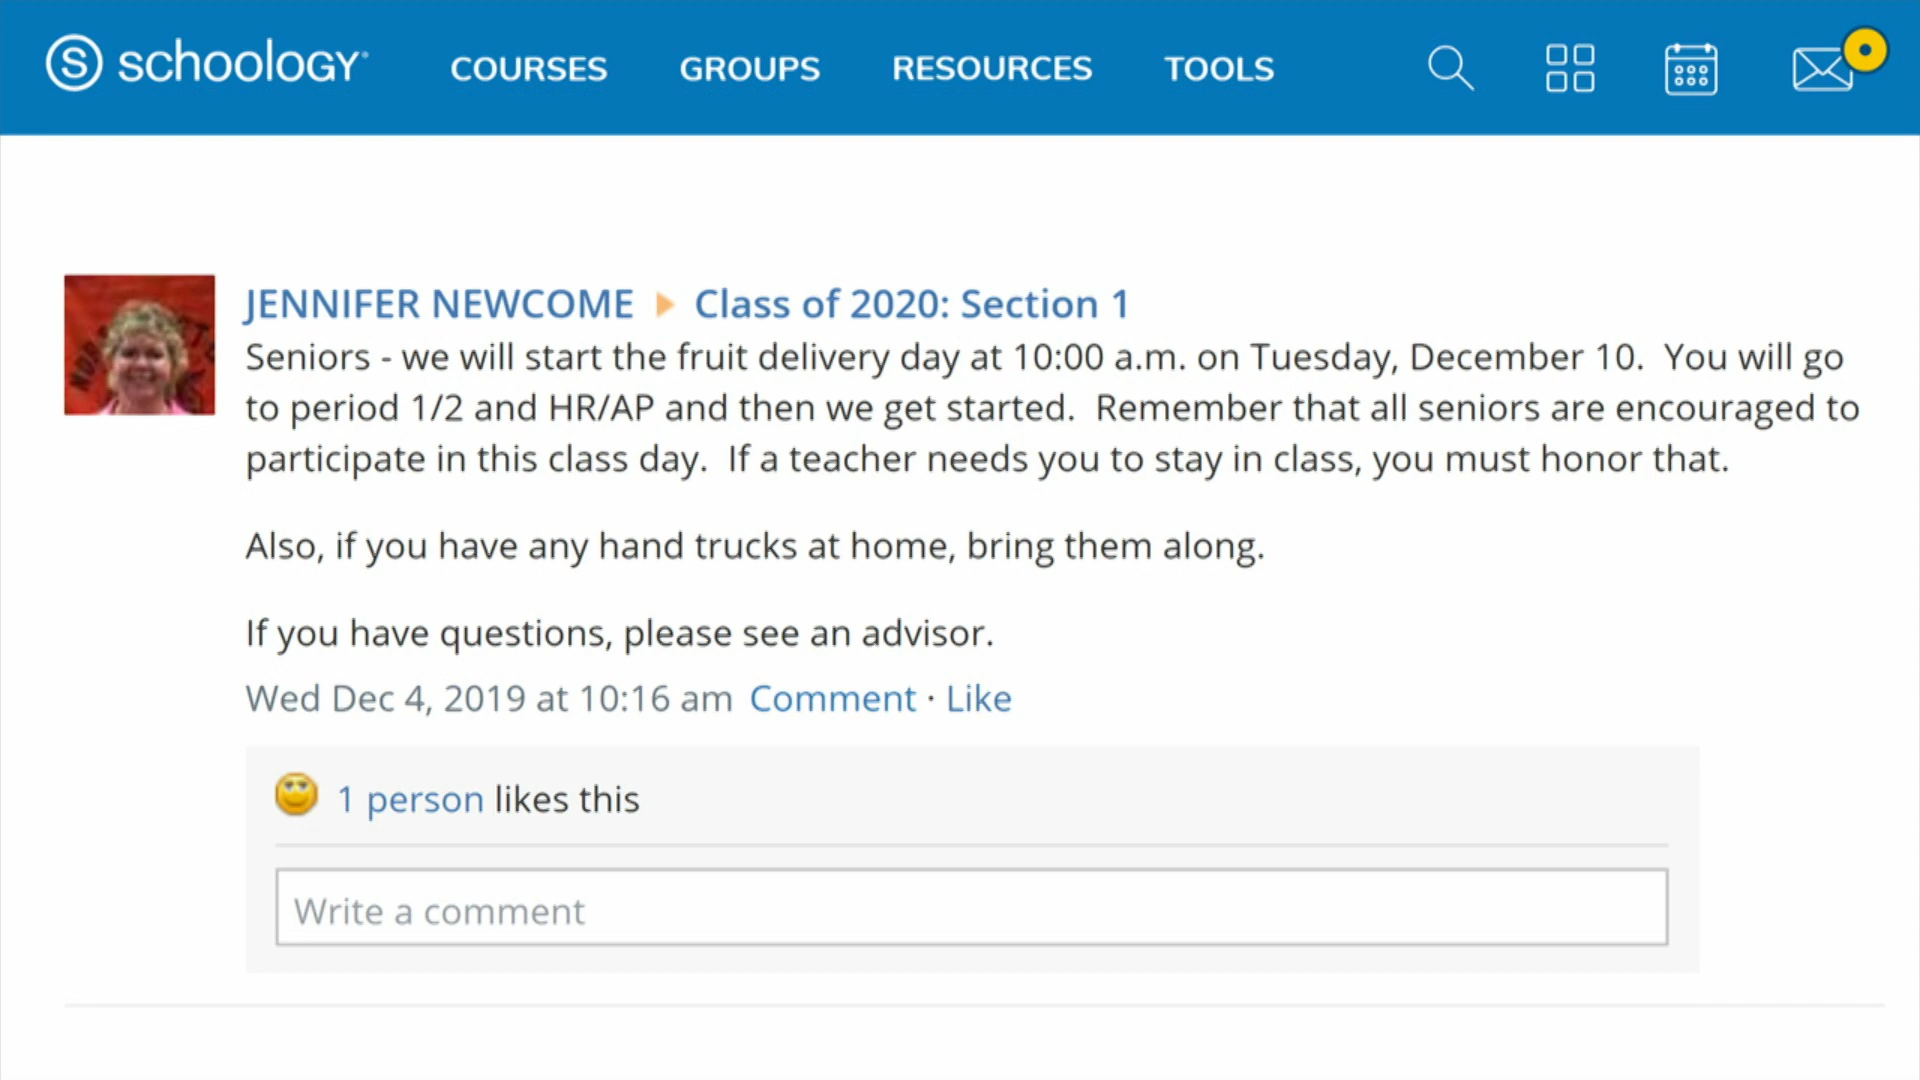 schoology
COURSES GROUPS RESOURCES TOOLS
JENNIFER NEWCOME Class of 2020: Section 1
Seniors - we will start the fruit delivery day at 10:00 a.m. on Tuesday, December 10.  You will go
to period 1/2 and HR/AP and then we get started.  Remember that all seniors are encouraged to
participate in this class day.  If a teacher needs you to stay in class, you must honor that.
Also, if you have any hand trucks at home, bring them along.
If you have questions, please see an advisor.
Wed Dec 4, 2019 at 10:16 am Comment · Like
1 person likes this
Write a comment